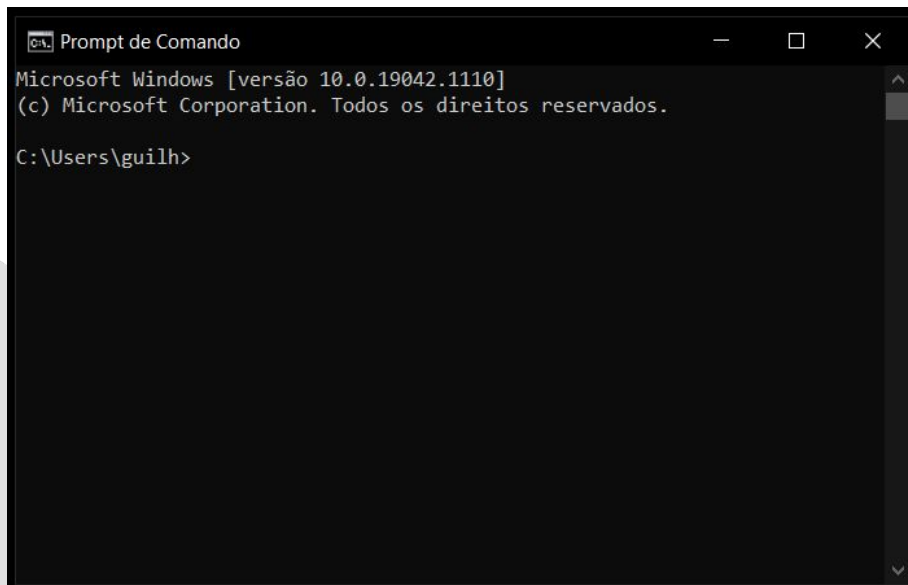 Prompt de Comando
Microsoft Windows [versão 10.0.19042.1110]
(c) Microsoft Corporation. Todos os direitos reservados.
C:\Users\guilh>